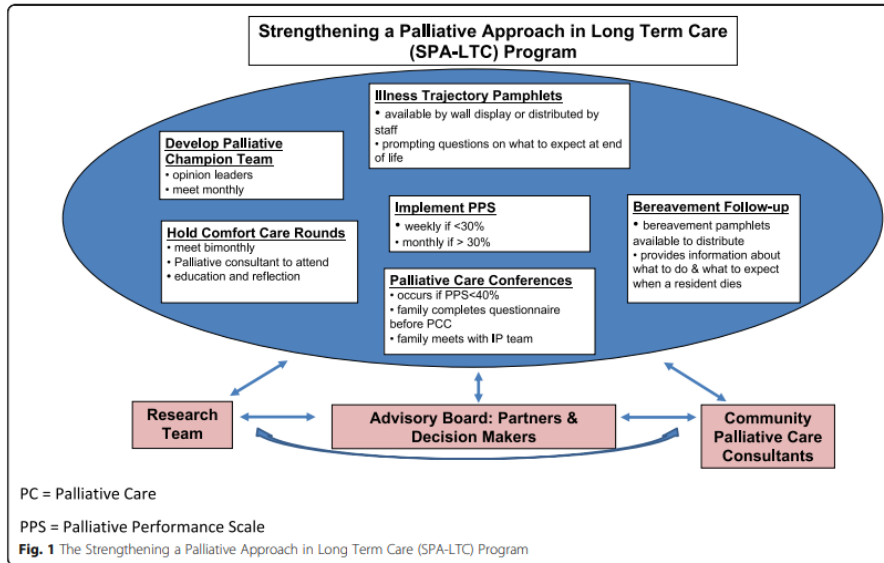 Strengthening a Palliative Approach in Long Term Care
(SPA-LTC) Program
Illness Trajectory Pamphlets
• available by wall display or distributed by
staff
• prompting questions on what to expect at end
of life
Develop Palliative
Champion Team
• opinion leaders
• meet monthly
Implement PPS
• weekly if <30%
• monthly if > 30%
Bereavement Follow-up
• bereavement pamphlets
available to distribute
• provides information about
what to do & what to expect
when a resident dies
Hold Comfort Care Rounds
• meet bimonthly
• Palliative consultant to attend
• education and reflection
Palliative Care Conferences
• occurs if PPS<40%
• family completes questionnaire
before PCC
• family meets with IP team
Research
Team
Advisory Board: Partners &
Decision Makers
Community
Palliative Care
Consultants
PC = Palliative Care
PPS = Palliative Performance Scale
Fig. 1 The Strengthening a Palliative Approach in Long Term Care (SPA-LTC) Program